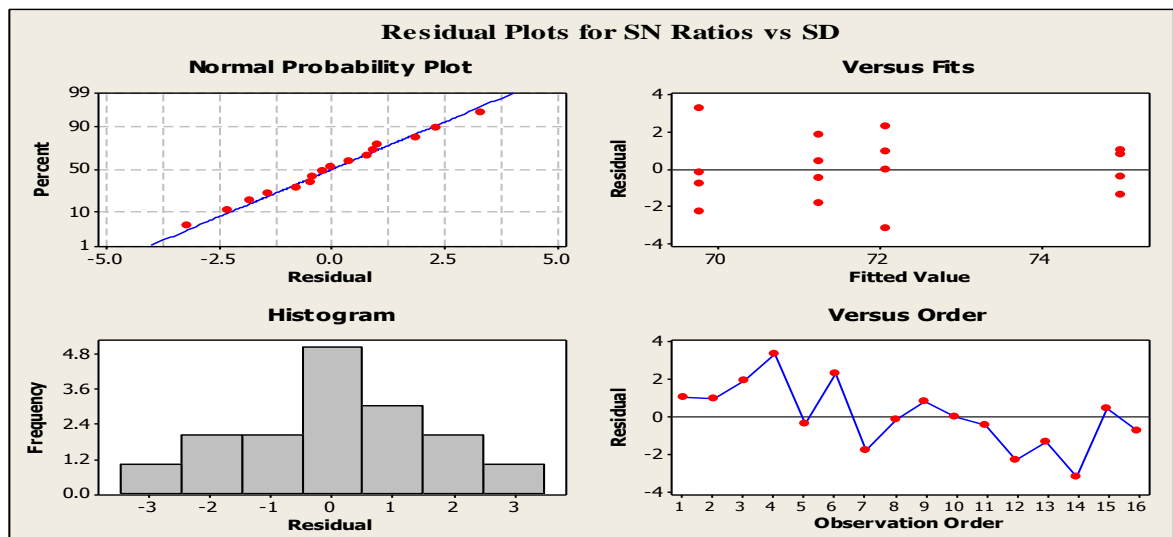 Residual Plots for SN Ratios vs SD
Normal Probability Plot
99
90
50
10
1
Percent
-5.0 -2.5 0.0 2.5 5.0
Residual
Versus Fits
4
2
0
-2
-4
Residual
70 72 74
Fitted Value
Histogram
4.8
3.6
2.4
1.2
0.0
Frequency
-3 -2 -1 0 1 2 3
Residual
Versus Order
4
2
0
-2
-4
Residual
1 2 3 4 5 6 7 8 9 10 11 12 13 14 15 16
Observation Order